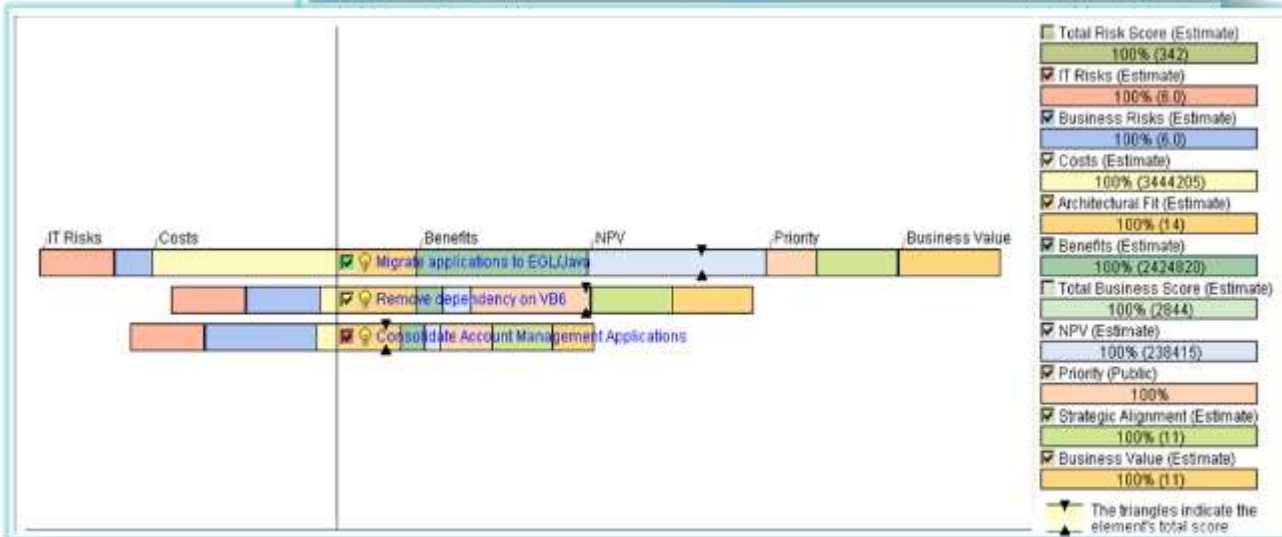 IT Risks Costs Benefits NPV Priority Business Value
Migrate applications to EGL/Java
Remove dependency on VB6
Consolidate Account Management Applications
Total Risk Score (Estimate)
100% (342)
IT Risks (Estimate)
100% (6.0)
Business Risks (Estimate)
100% (6.0)
Costs (Estimate)
100% (3444205)
Architectural Fit (Estimate)
100% (14)
Benefits (Estimate)
100% (2424820)
Total Business Score (Estimate)
100% (2844)
NPV (Estimate)
100% (238415)
Priority (Public)
100%
Strategic Alignment (Estimate)
100% (11)
Business Value (Estimate)
100% (11)
The triangles indicate the
element's total score